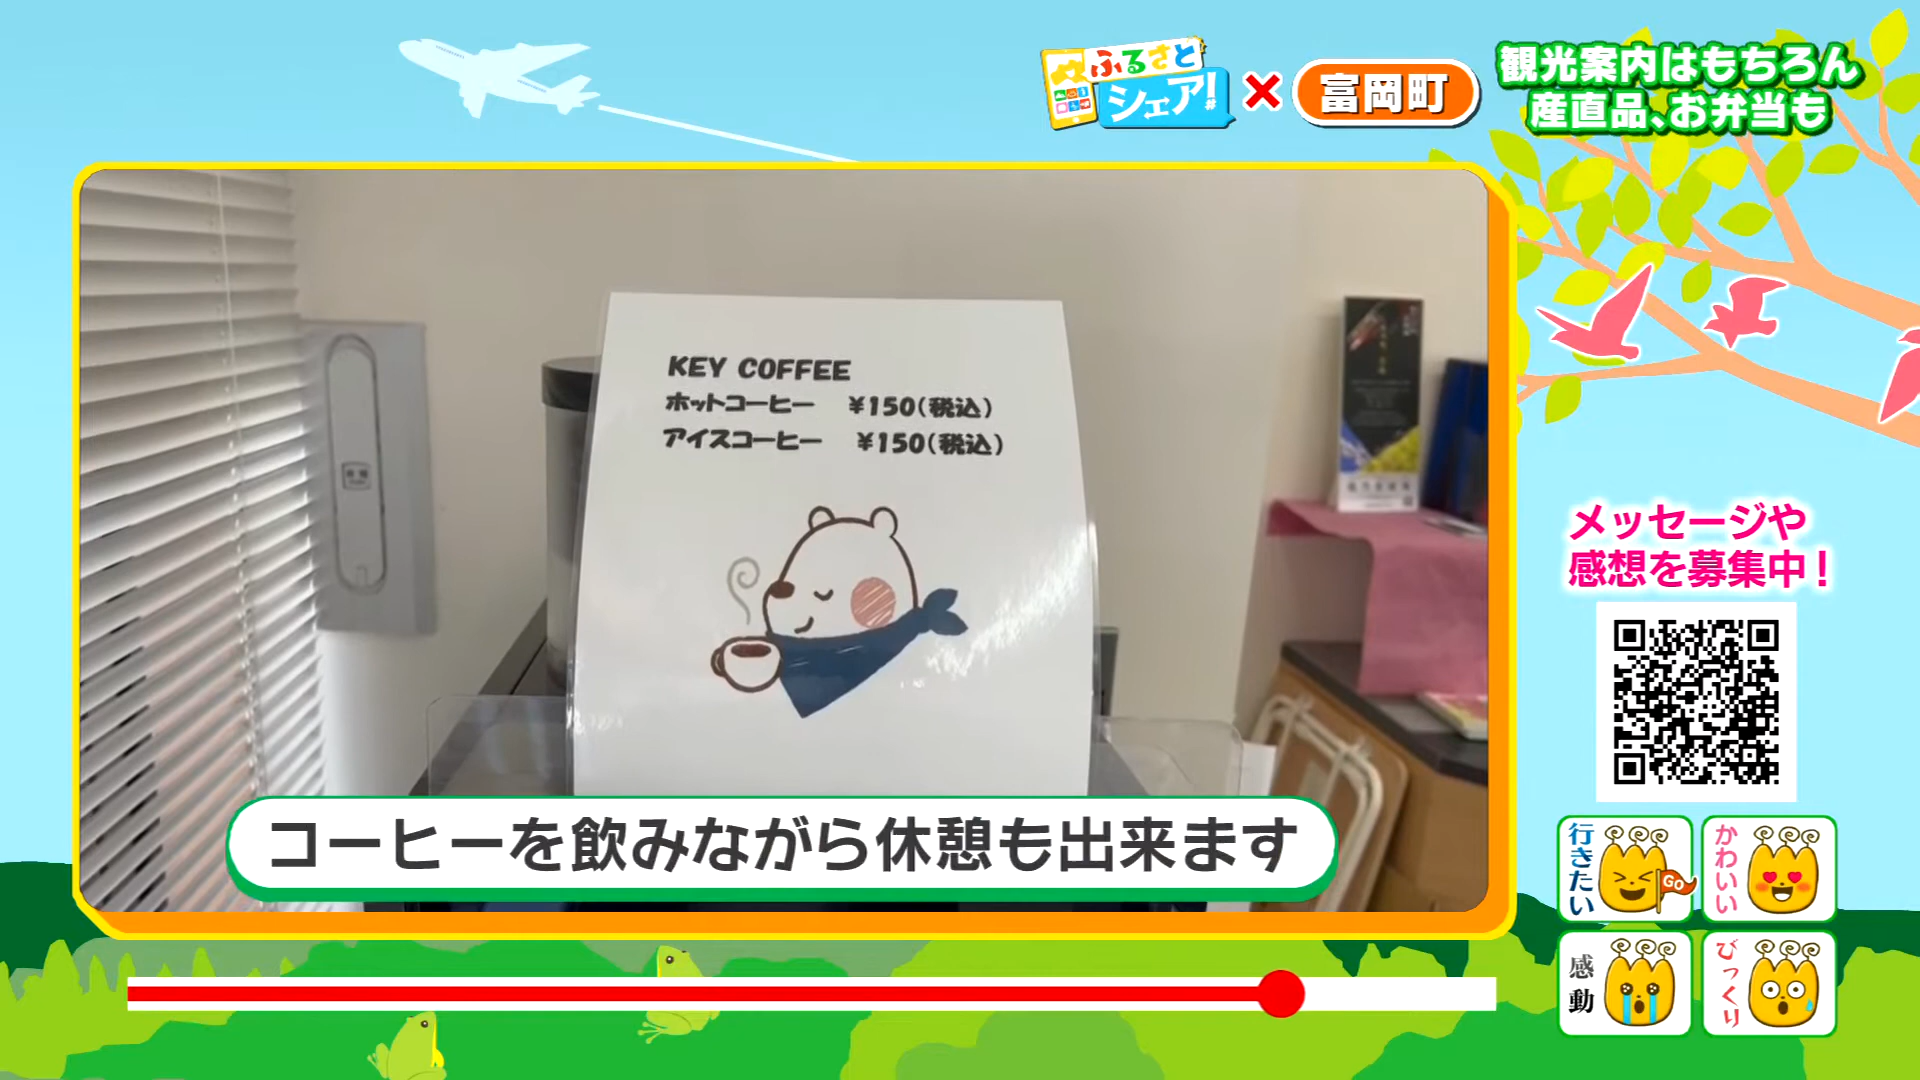 ふるさと
シェア!
×
富岡町
観光案内はもちろん
産直品、お弁当も
KEY COFFEE
ホットコーヒー ¥150(税込)
アイスコーヒー ¥150(税込)
コーヒーを飲みながら休憩も出来ます
メッセージや
感想を募集中!
行きたい
GO
かわいい
感動
びっくり